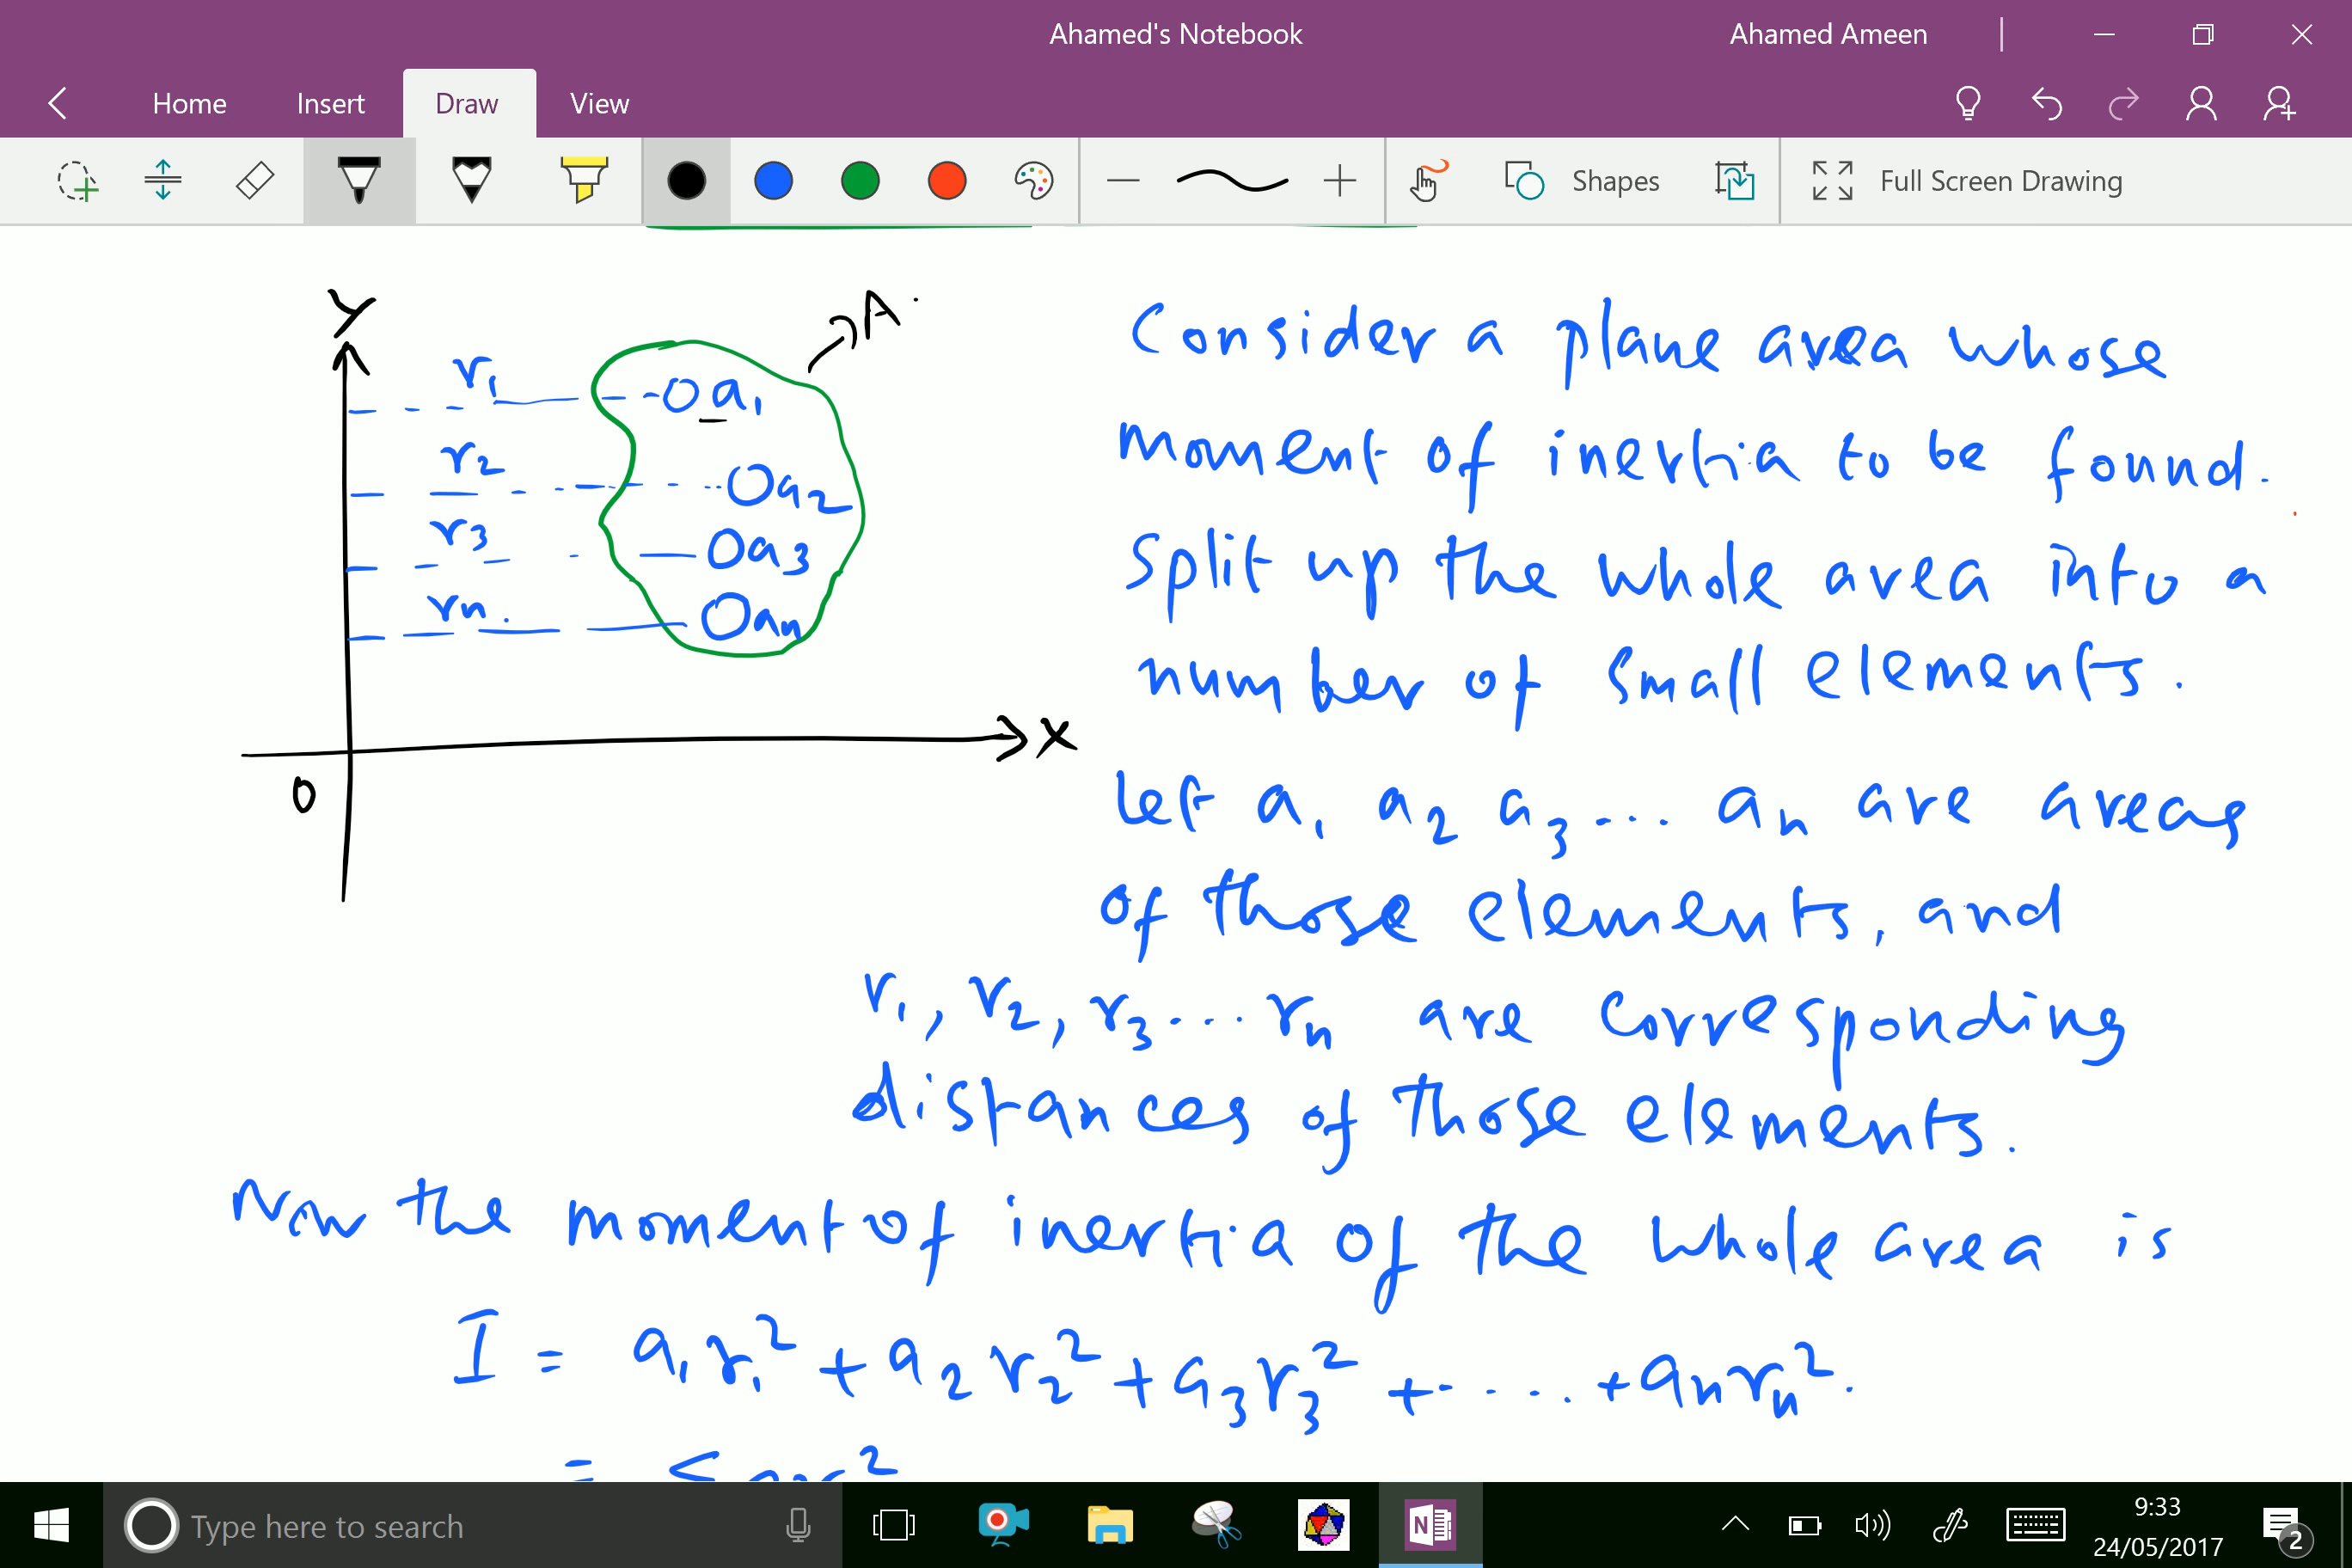 Ahamed's Notebook
Ahamed Ameen
Home Insert Draw View
Shapes
Full Screen Drawing
Y
A
r₁
a₁
r₂
a₂
r₃
a₃
rₙ
aₙ
X
O
Consider a plane area whose
moment of inertia to be found.
Split up the whole area into a
number of small elements.
Let a₁ a₂ a₃ ... aₙ are areas
of those elements, and
r₁, r₂, r₃ ... rₙ are corresponding
distances of those elements.
Now the moment of inertia of the whole area is
I = a₁r₁² + a₂r₂² + a₃r₃² + .... + aₙrₙ².
=
Type here to search
N
9:33
24/05/2017
2